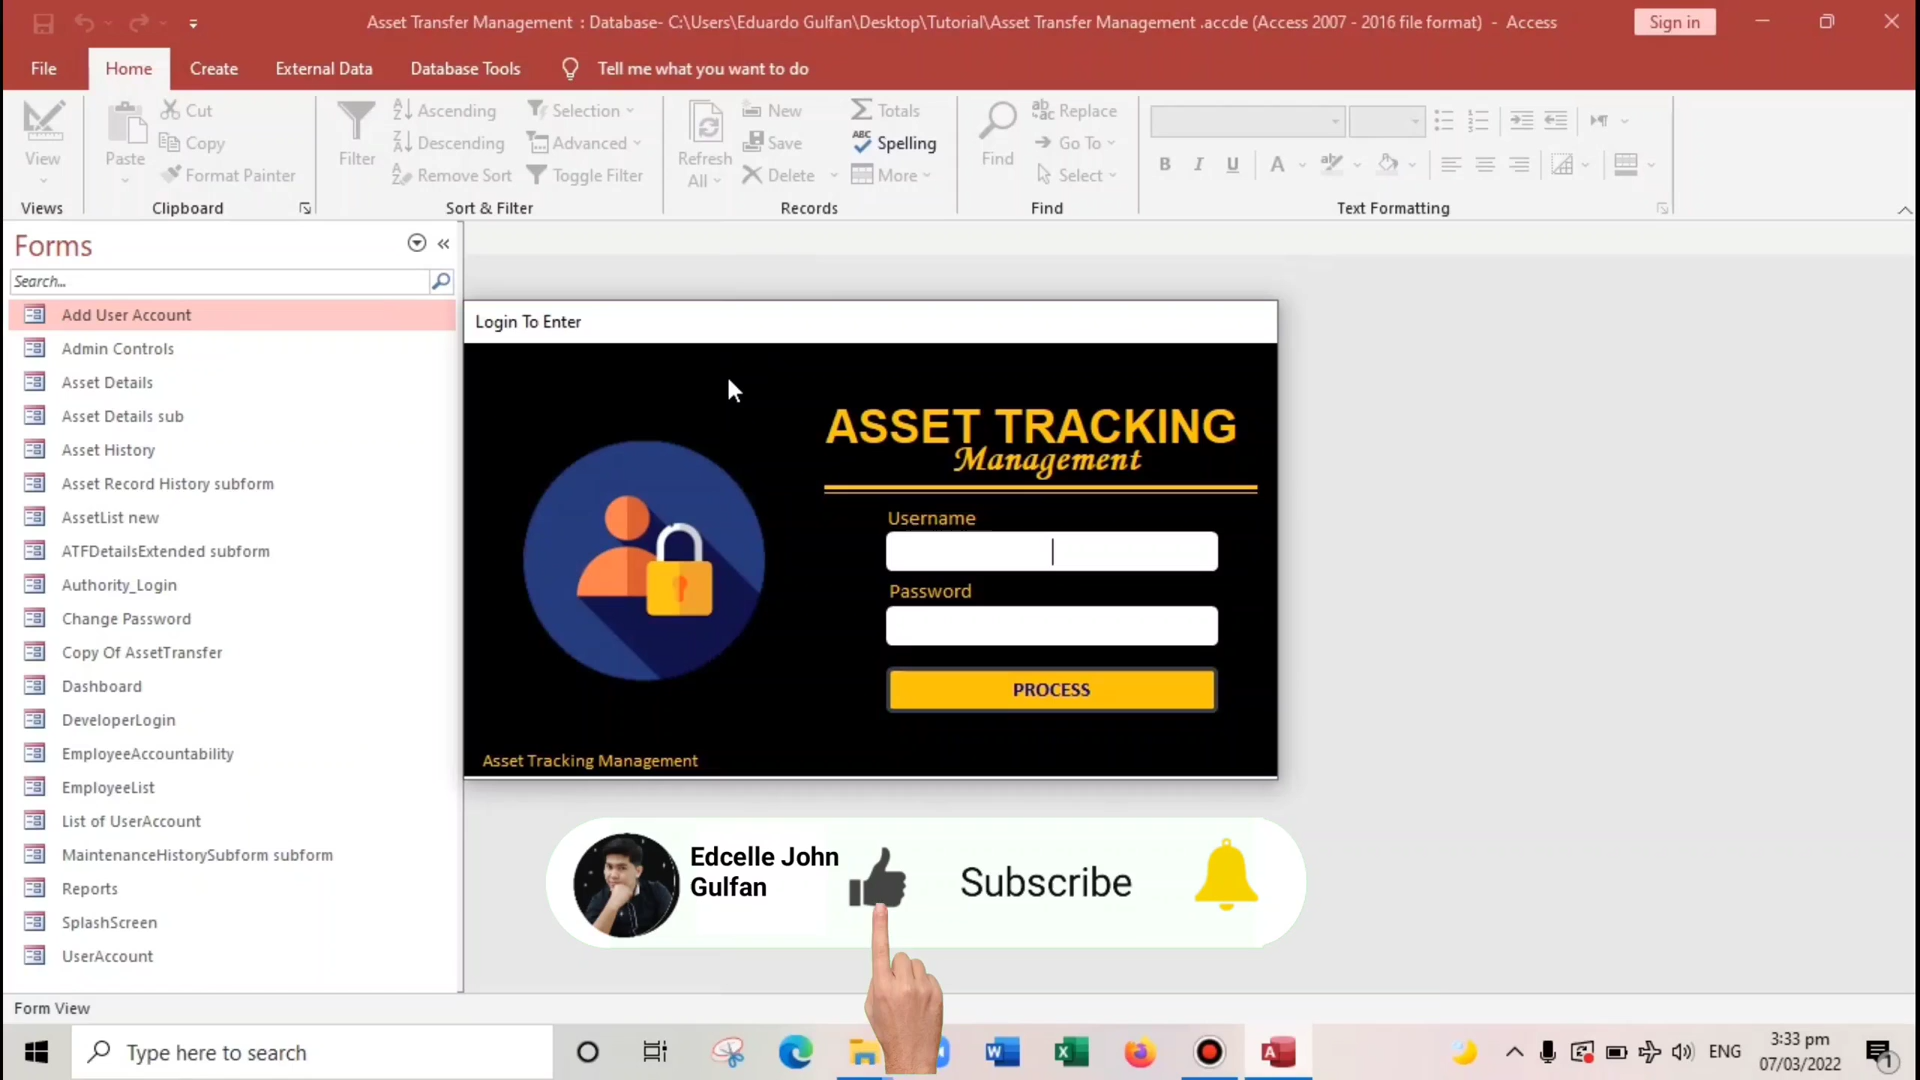 Asset Transfer Management : Database- C:\Users\Eduardo Gulfan\Desktop\Tutorial\Asset Transfer Management .accde (Access 2007 - 2016 file format) - Access
Sign in
File
Home
Create
External Data
Database Tools
Tell me what you want to do
View
Views
Paste
Cut
Copy
Format Painter
Clipboard
Filter
Ascending
Descending
Remove Sort
Selection
Advanced
Toggle Filter
Sort & Filter
Refresh
All
New
Save
Delete
Totals
Spelling
More
Records
Find
Replace
Go To
Select
Find
B I U A
Text Formatting
Forms
Search...
Add User Account
Admin Controls
Asset Details
Asset Details sub
Asset History
Asset Record History subform
AssetList new
ATFDetailsExtended subform
Authority_Login
Change Password
Copy Of AssetTransfer
Dashboard
DeveloperLogin
EmployeeAccountability
EmployeeList
List of UserAccount
MaintenanceHistorySubform subform
Reports
SplashScreen
UserAccount
Login To Enter
ASSET TRACKING
Management
Username
Password
PROCESS
Asset Tracking Management
Edcelle John
Gulfan
Subscribe
Form View
Type here to search
ENG
3:33 pm
07/03/2022
1